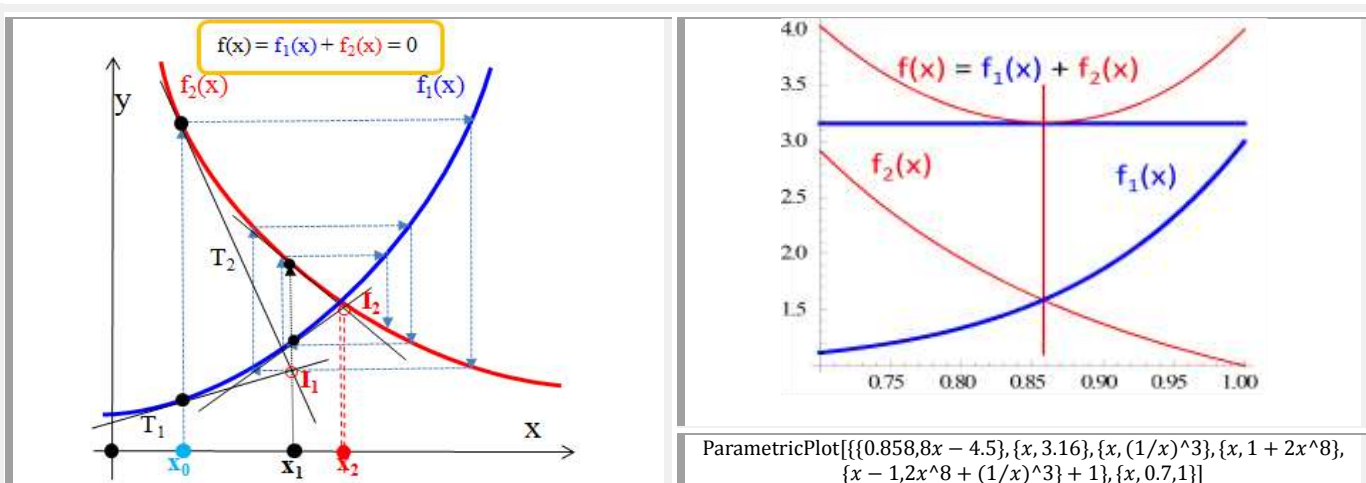 f(x) = f₁(x) + f₂(x) = 0
f₂(x)
f₁(x)
y
T₂
I₂
I₁
T₁
x
x₀
x₁
x₂
4.0
f(x) = f₁(x) + f₂(x)
3.5
3.0
f₂(x)
f₁(x)
2.5
2.0
1.5
0.75 0.80 0.85 0.90 0.95 1.00
ParametricPlot[{{0.858,8x − 4.5},{x, 3.16},{x, (1/x)^3},{x, 1 + 2x^8},
{x − 1,2x^8 + (1/x)^3} + 1},{x, 0.7,1}]